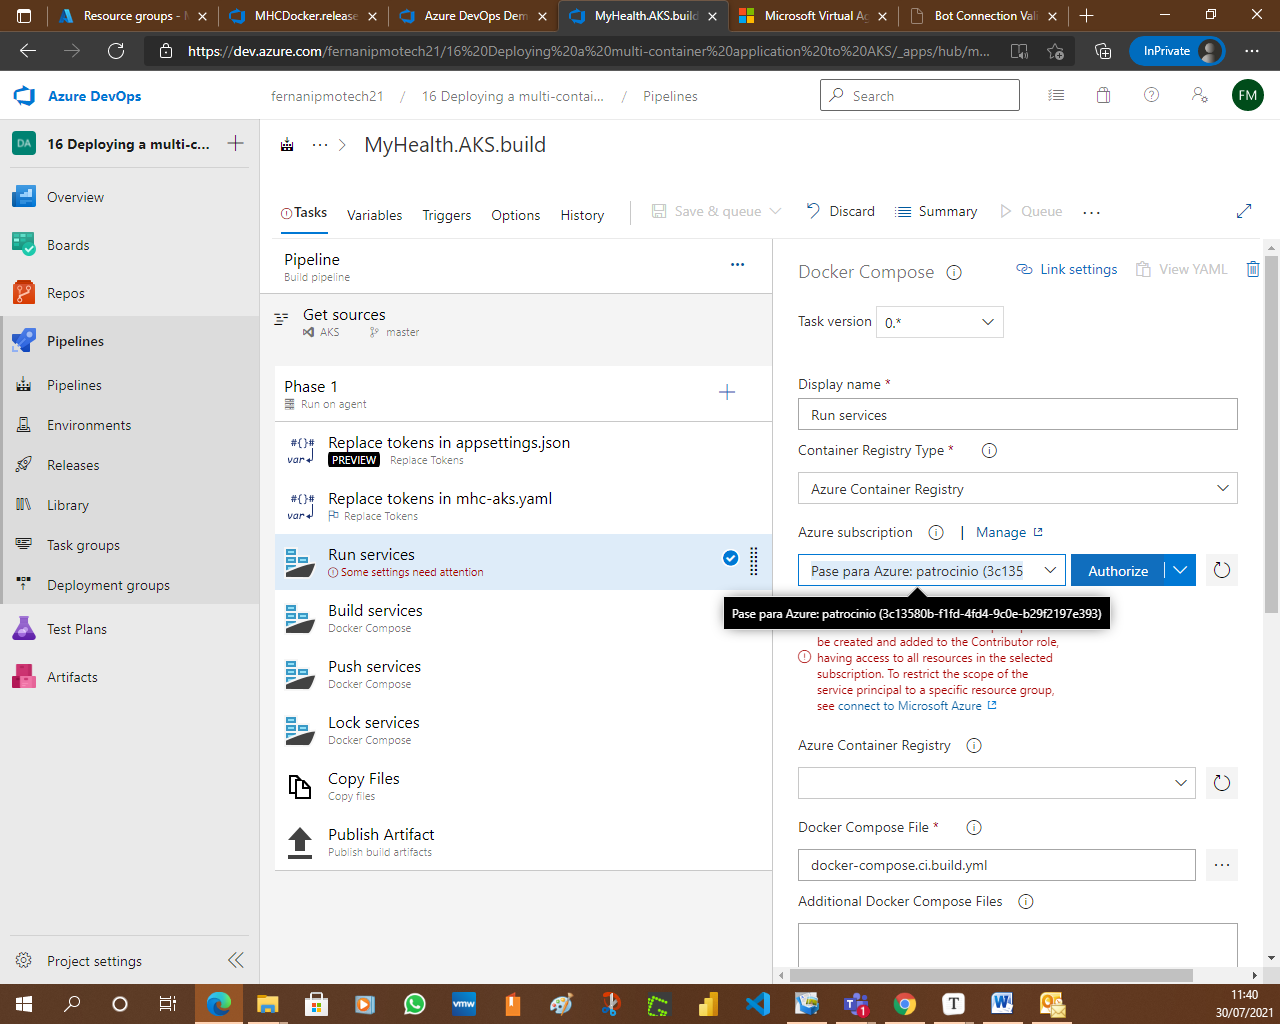 Resource groups - M
MHCDocker.release
Azure DevOps Dem
MyHealth.AKS.build
Microsoft Virtual Ag
Bot Connection Vali
https://dev.azure.com/fernanipmotech21/16%20Deploying%20a%20multi-container%20application%20to%20AKS/_apps/hub/m...
InPrivate
Azure DevOps
fernanipmotech21 / 16 Deploying a multi-contai... / Pipelines
Search
FM
DA
16 Deploying a multi-c...
Overview
Boards
Repos
Pipelines
Pipelines
Environments
Releases
Library
Task groups
Deployment groups
Test Plans
Artifacts
Project settings
... > MyHealth.AKS.build
Tasks
Variables
Triggers
Options
History
Save & queue
Discard
Summary
Queue
...
Pipeline
Build pipeline
...
Get sources
AKS
master
Phase 1
Run on agent
#{}#
var
Replace tokens in appsettings.json
PREVIEW Replace Tokens
#{}#
var
Replace tokens in mhc-aks.yaml
Replace Tokens
Run services
Some settings need attention
Build services
Docker Compose
Push services
Docker Compose
Lock services
Docker Compose
Copy Files
Copy files
Publish Artifact
Publish build artifacts
Docker Compose
Link settings
View YAML
Task version 0.*
Display name *
Run services
Container Registry Type *
Azure Container Registry
Azure subscription | Manage
Pase para Azure: patrocinio (3c135
Authorize
Pase para Azure: patrocinio (3c13580b-f1fd-4fd4-9c0e-b29f2197e393)
be created and added to the Contributor role,
having access to all resources in the selected
subscription. To restrict the scope of the
service principal to a specific resource group,
see connect to Microsoft Azure
Azure Container Registry
Docker Compose File *
docker-compose.ci.build.yml
...
Additional Docker Compose Files
vmw
1
T
W
11:40
30/07/2021